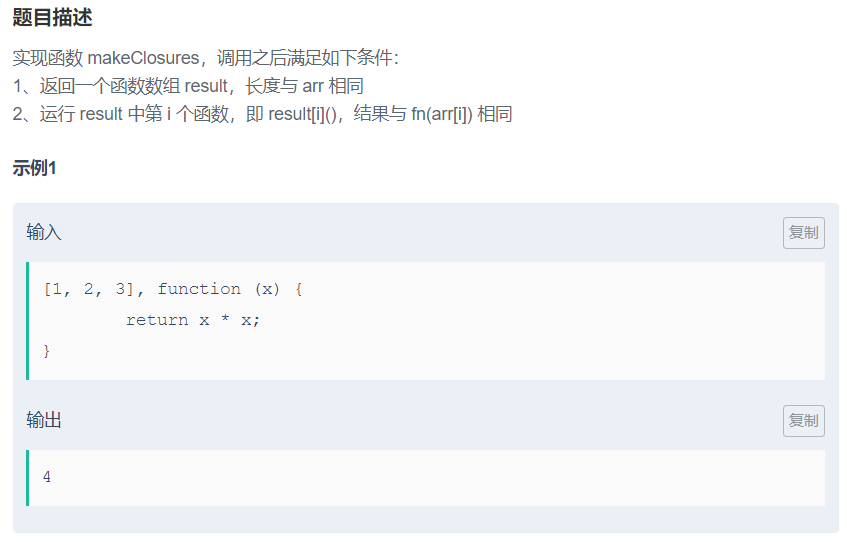 题目描述
实现函数 makeClosures，调用之后满足如下条件：
1、返回一个函数数组 result，长度与 arr 相同
2、运行 result 中第 i 个函数，即 result[i]()，结果与 fn(arr[i]) 相同
示例1
输入
复制
[1, 2, 3], function (x) {
return x * x;
}
输出
复制
4